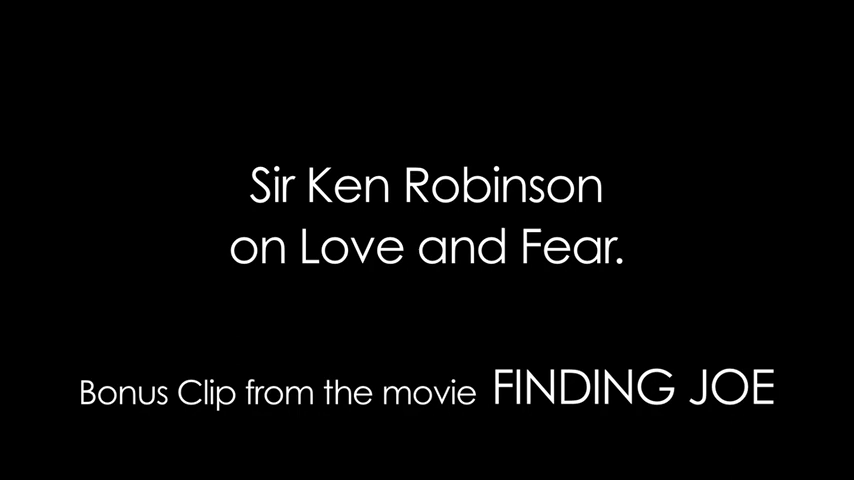 Sir Ken Robinson
on Love and Fear.
Bonus Clip from the movie FINDING JOE